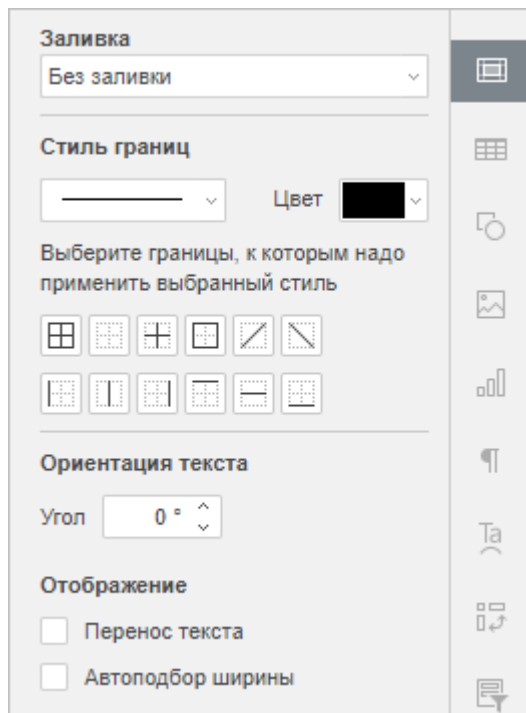 Заливка
Без заливки
Стиль границ
Цвет
Выберите границы, к которым надо
применить выбранный стиль
Ориентация текста
Угол
0 °
Отображение
Перенос текста
Автоподбор ширины
Ta